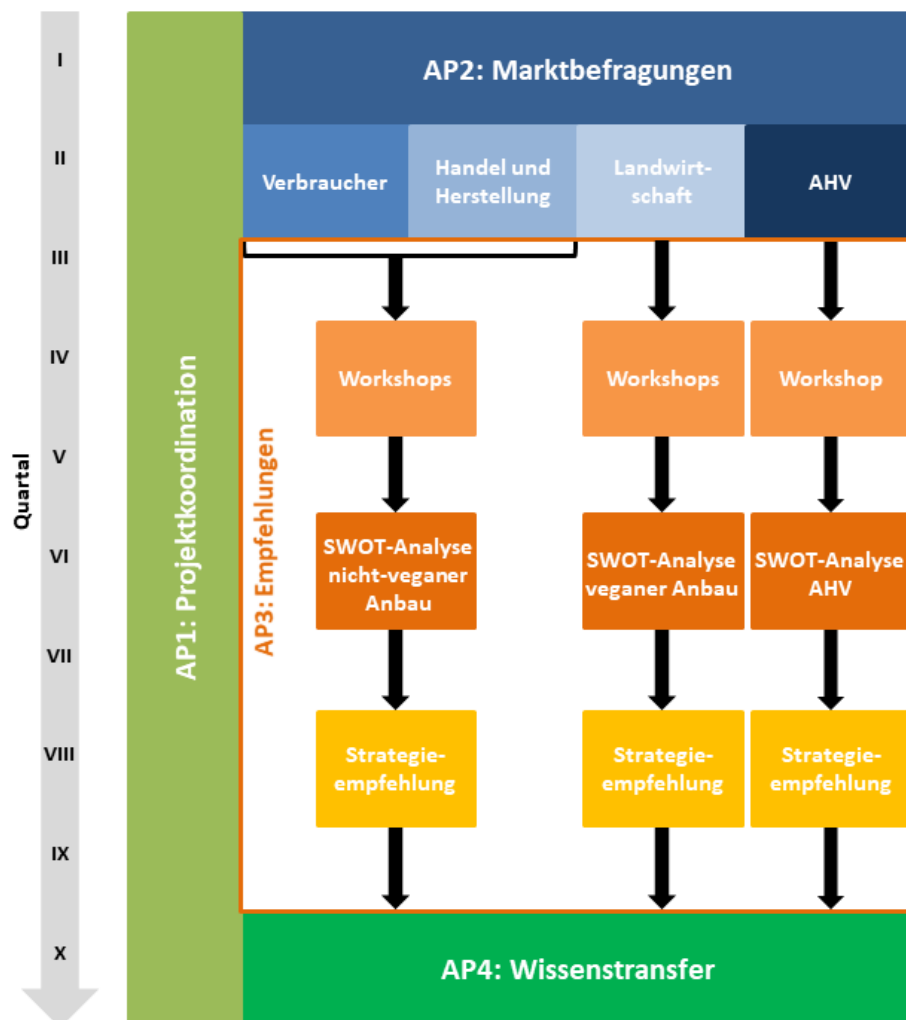 Quartal
I
II
III
IV
V
VI
VII
VIII
IX
X
AP1: Projektkoordination
AP2: Marktbefragungen
Verbraucher
Handel und
Herstellung
Landwirt-
schaft
AHV
AP3: Empfehlungen
Workshops
Workshops
Workshop
SWOT-Analyse
nicht-veganer
Anbau
SWOT-Analyse
veganer Anbau
SWOT-Analyse
AHV
Strategie-
empfehlung
Strategie-
empfehlung
Strategie-
empfehlung
AP4: Wissenstransfer